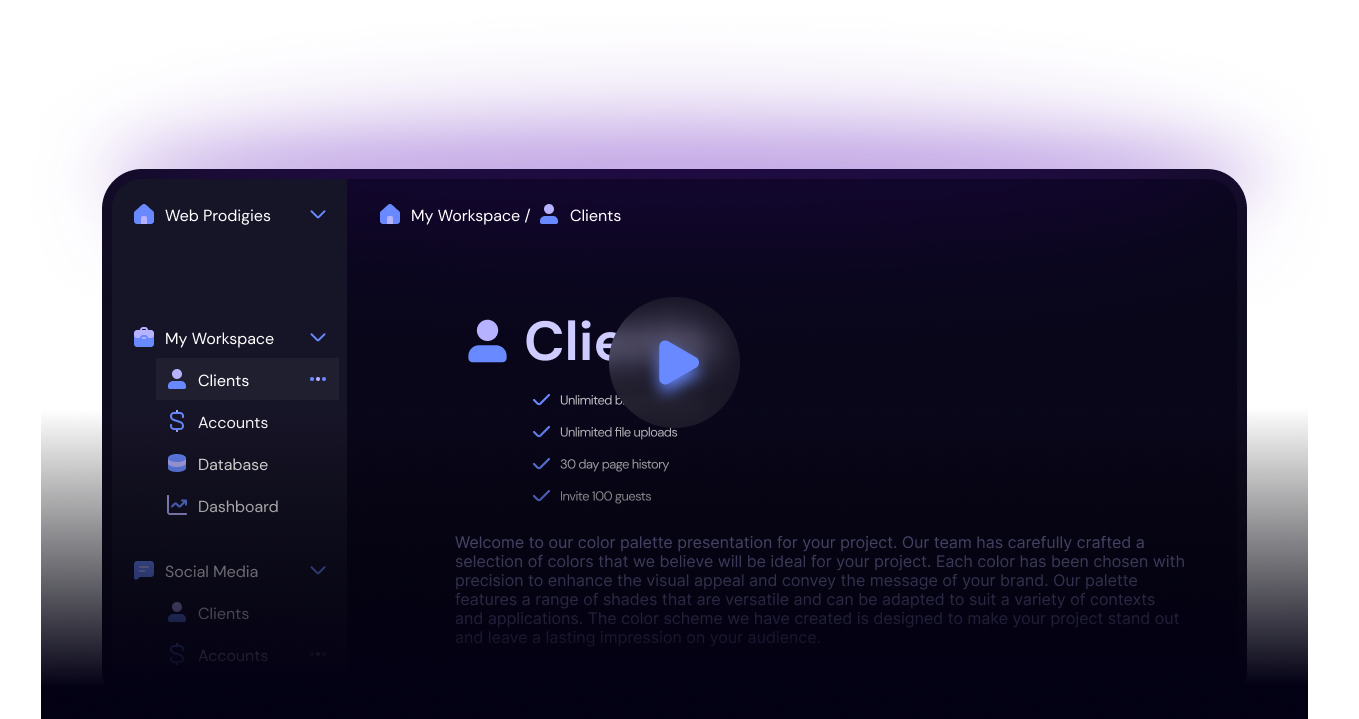 Web Prodigies
My Workspace / Clients
My Workspace
Clients
Accounts
Database
Dashboard
Social Media
Clients
Accounts
Clie
Unlimited b
Unlimited file uploads
30 day page history
Invite 100 guests
Welcome to our color palette presentation for your project. Our team has carefully crafted a
selection of colors that we believe will be ideal for your project. Each color has been chosen with
precision to enhance the visual appeal and convey the message of your brand. Our palette
features a range of shades that are versatile and can be adapted to suit a variety of contexts
and applications. The color scheme we have created is designed to make your project stand out
and leave a lasting impression on your audience.